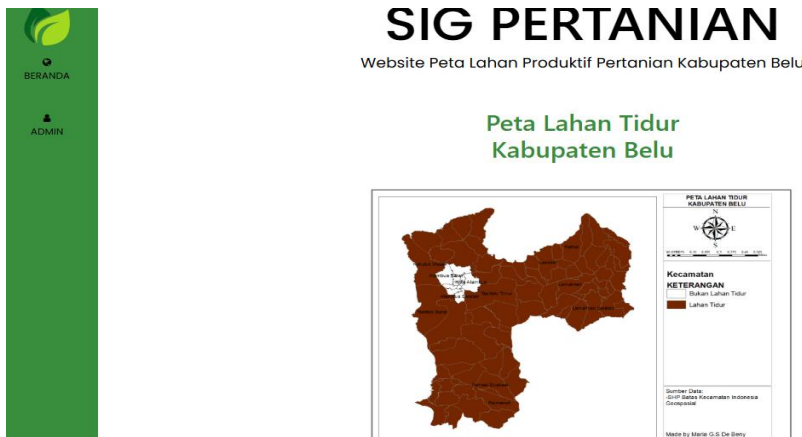 BERANDA
ADMIN
SIG PERTANIAN
Website Peta Lahan Produktif Pertanian Kabupaten Belu
Peta Lahan Tidur
Kabupaten Belu
PETA LAHAN TIDUR
KABUPATEN BELU
N
W E
S
Kecamatan
KETERANGAN
Bukan Lahan Tidur
Lahan Tidur
Sumber Data:
-SHP Batas Kecamatan Indonesia
Geospasial
Made by Maria G.S De Beny